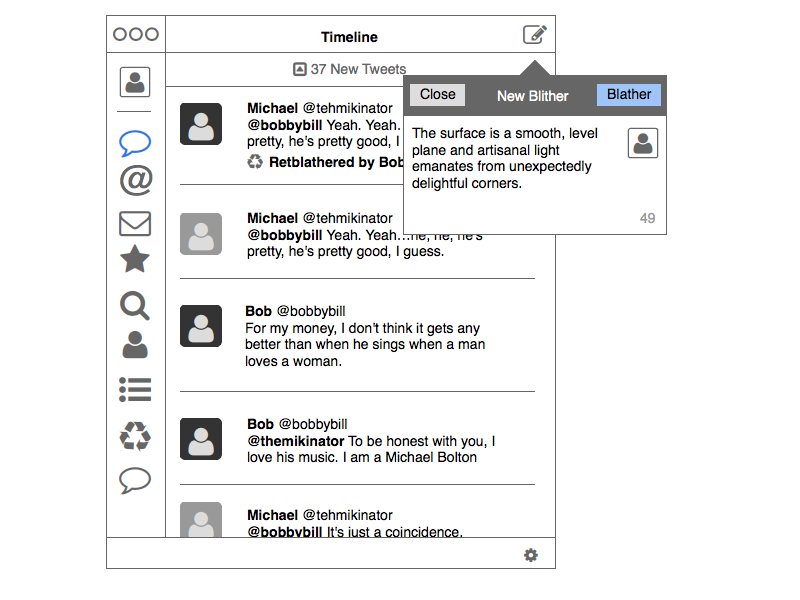 Timeline
37 New Tweets
Close New Blither Blather
The surface is a smooth, level
plane and artisanal light
emanates from unexpectedly
delightful corners.
49
Michael @tehmikinator
@bobbybill Yeah. Yeah.
pretty, he's pretty good, I
Retblathered by Bob
Michael @tehmikinator
@bobbybill Yeah. Yeah...he, he, he's
pretty, he's pretty good, I guess.
Bob @bobbybill
For my money, I don't think it gets any
better than when he sings when a man
loves a woman.
Bob @bobbybill
@themikinator To be honest with you, I
love his music. I am a Michael Bolton
Michael @tehmikinator
@bobbybill It's just a coincidence.